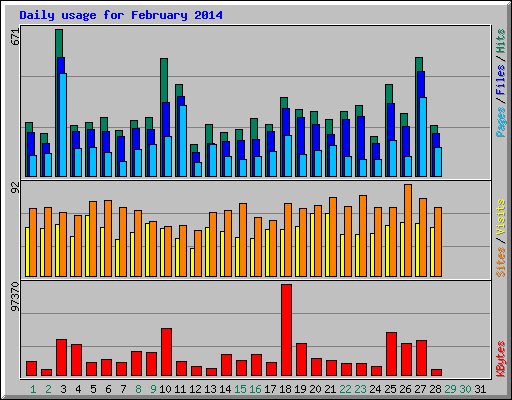 Daily usage for February 2014
671
Pages / Files / Hits
92
Sites / Visits
97370
KBytes
1 2 3 4 5 6 7 8 9 10 11 12 13 14 15 16 17 18 19 20 21 22 23 24 25 26 27 28 29 30 31